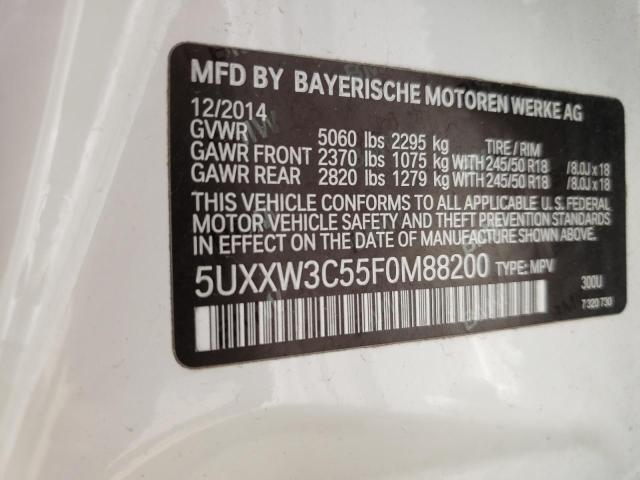 MFD BY BAYERISCHE MOTOREN WERKE AG
12/2014
GVWR 5060 lbs 2295 kg TIRE / RIM
GAWR FRONT 2370 lbs 1075 kg WITH 245/50 R18 /8.0J x 18
GAWR REAR 2820 lbs 1279 kg WITH 245/50 R18 /8.0J x 18
THIS VEHICLE CONFORMS TO ALL APPLICABLE U. S. FEDERAL
MOTOR VEHICLE SAFETY AND THEFT PREVENTION STANDARDS
IN EFFECT ON THE DATE OF MANUFACTURE SHOWN ABOVE.
5UXXW3C55F0M88200 TYPE: MPV 300U
7 320 730